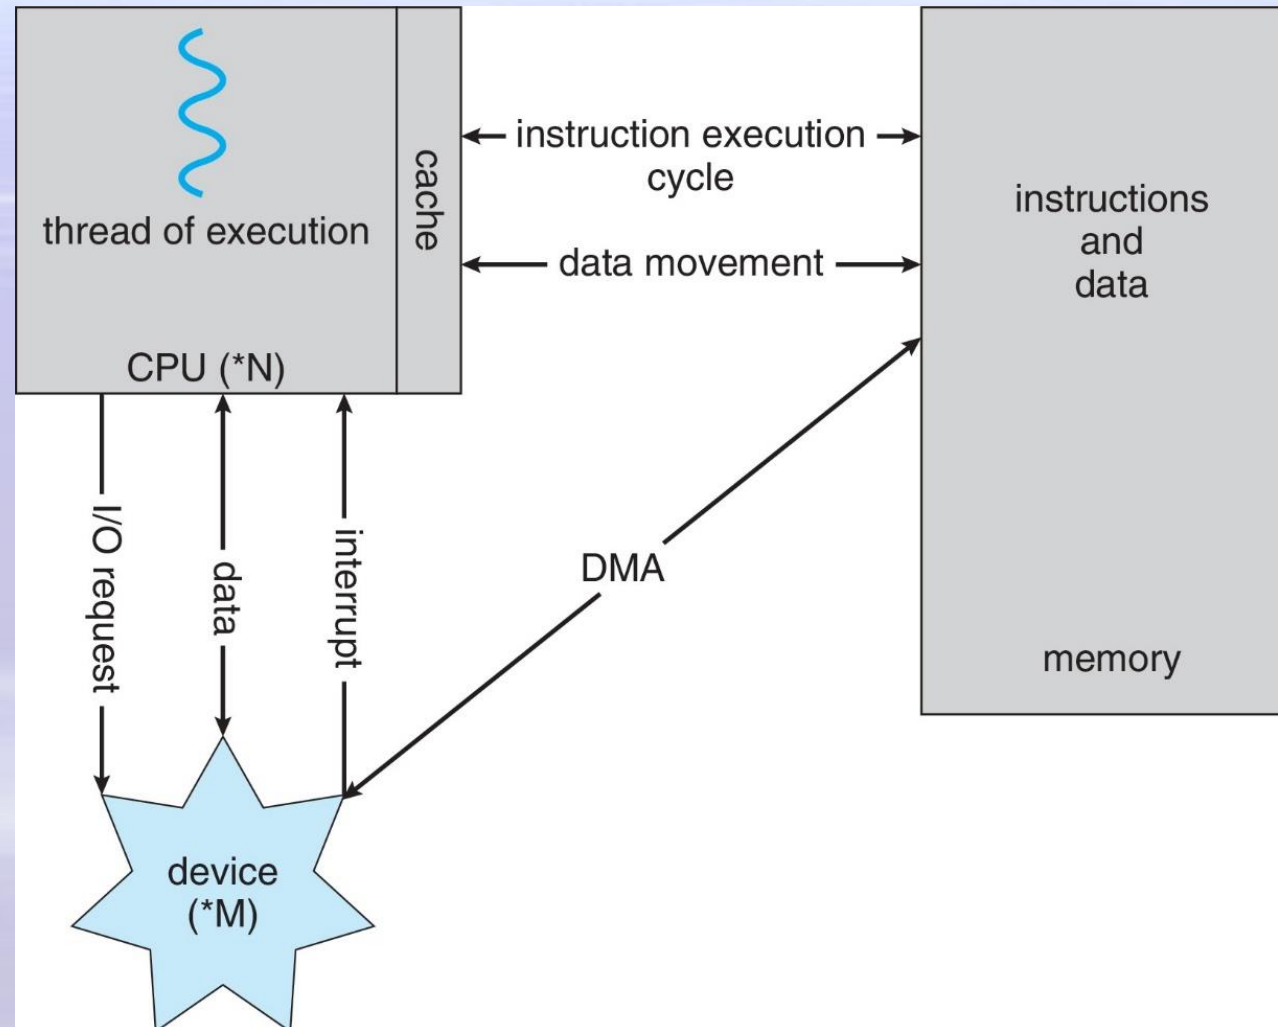 thread of execution
CPU (*N)
cache
instruction execution
cycle
data movement
instructions
and
data
memory
I/O request
data
interrupt
DMA
device
(*M)